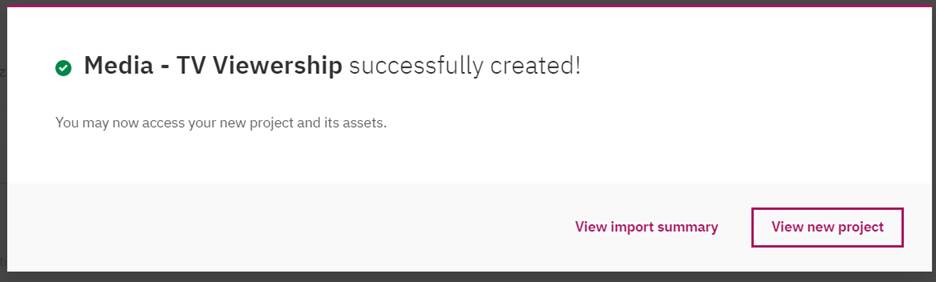 Media - TV Viewership successfully created!
You may now access your new project and its assets.
View import summary
View new project